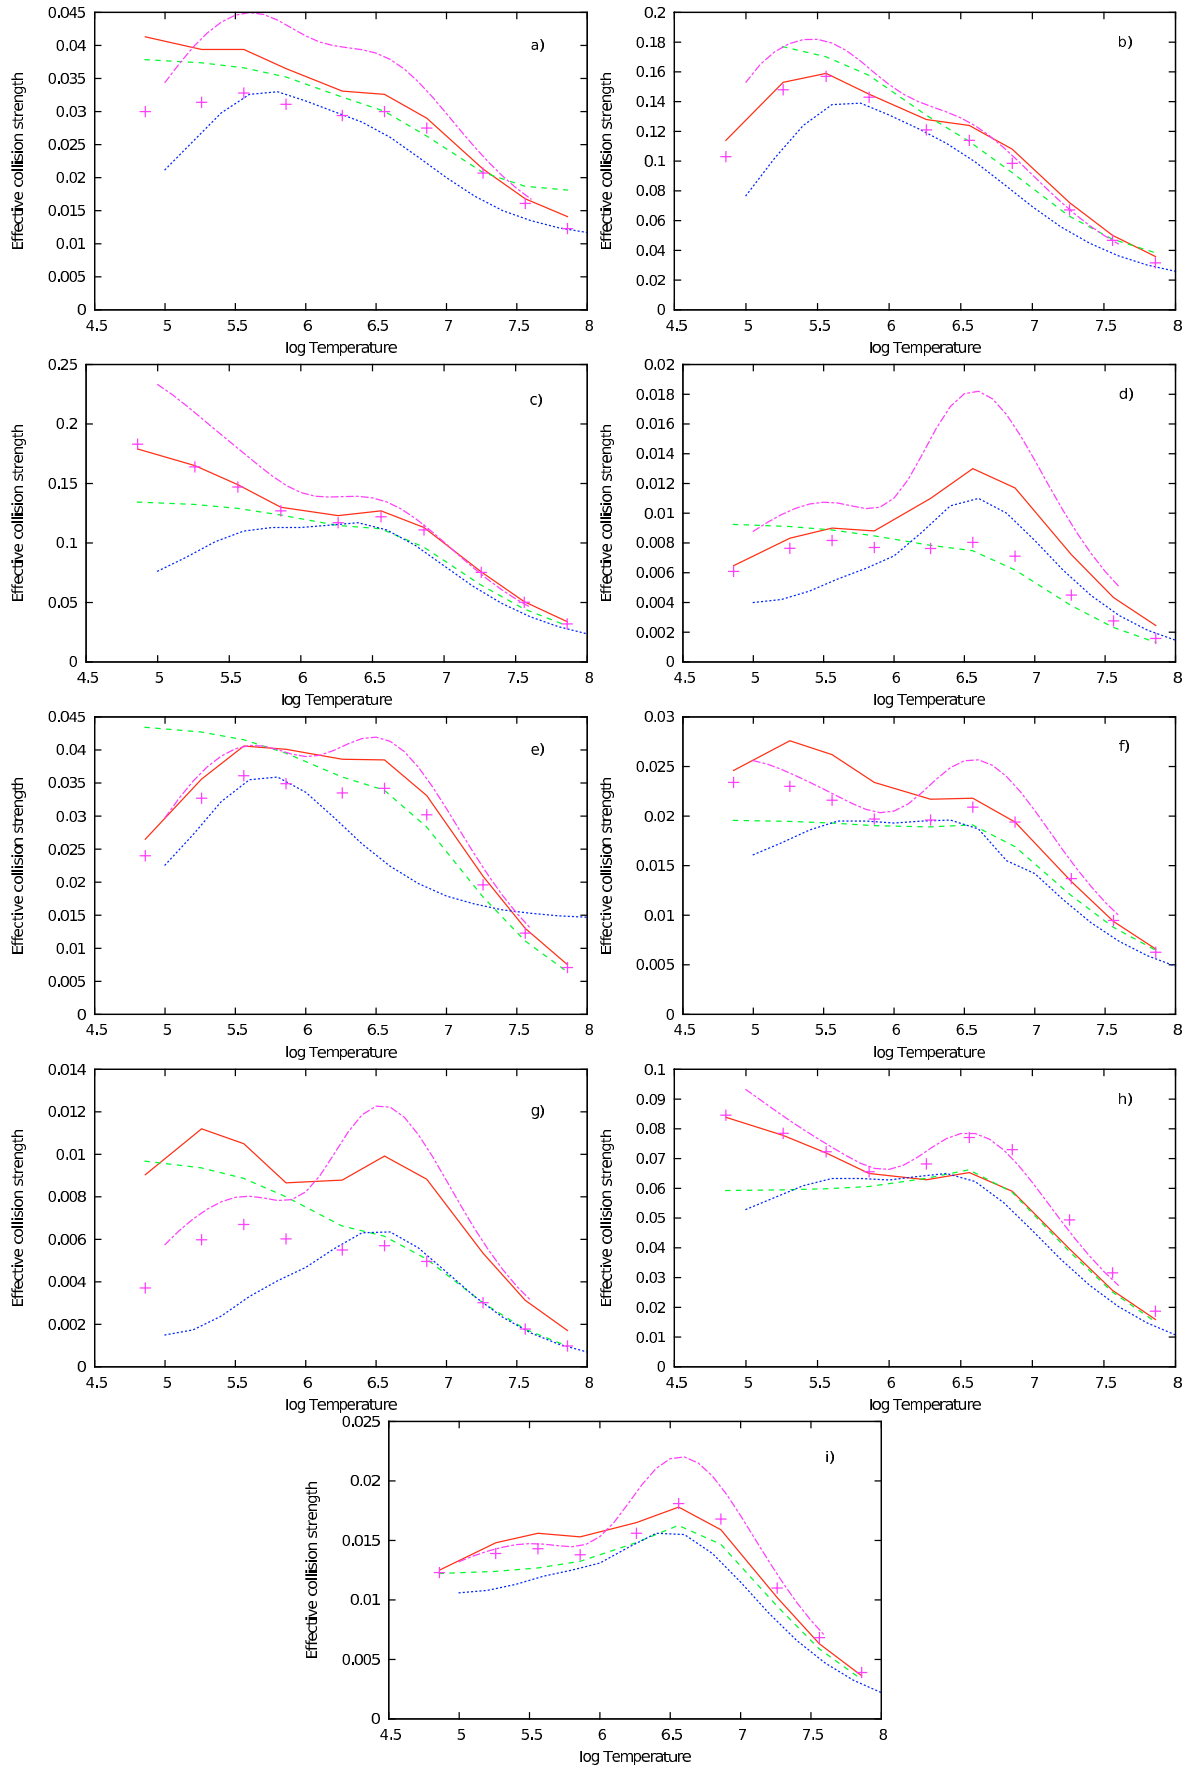 Effective collision strength
0.045
0.04
0.035
0.03
0.025
0.02
0.015
0.01
0.005
0
a)
4.5 5 5.5 6 6.5 7 7.5 8
log Temperature
Effective collision strength
0.2
0.18
0.16
0.14
0.12
0.1
0.08
0.06
0.04
0.02
0
b)
4.5 5 5.5 6 6.5 7 7.5 8
log Temperature
Effective collision strength
0.25
0.2
0.15
0.1
0.05
0
c)
4.5 5 5.5 6 6.5 7 7.5 8
log Temperature
Effective collision strength
0.02
0.018
0.016
0.014
0.012
0.01
0.008
0.006
0.004
0.002
0
d)
4.5 5 5.5 6 6.5 7 7.5 8
log Temperature
Effective collision strength
0.045
0.04
0.035
0.03
0.025
0.02
0.015
0.01
0.005
0
e)
4.5 5 5.5 6 6.5 7 7.5 8
log Temperature
Effective collision strength
0.03
0.025
0.02
0.015
0.01
0.005
0
f)
4.5 5 5.5 6 6.5 7 7.5 8
log Temperature
Effective collision strength
0.014
0.012
0.01
0.008
0.006
0.004
0.002
0
g)
4.5 5 5.5 6 6.5 7 7.5 8
log Temperature
Effective collision strength
0.1
0.09
0.08
0.07
0.06
0.05
0.04
0.03
0.02
0.01
0
h)
4.5 5 5.5 6 6.5 7 7.5 8
log Temperature
Effective collision strength
0.025
0.02
0.015
0.01
0.005
0
i)
4.5 5 5.5 6 6.5 7 7.5 8
log Temperature